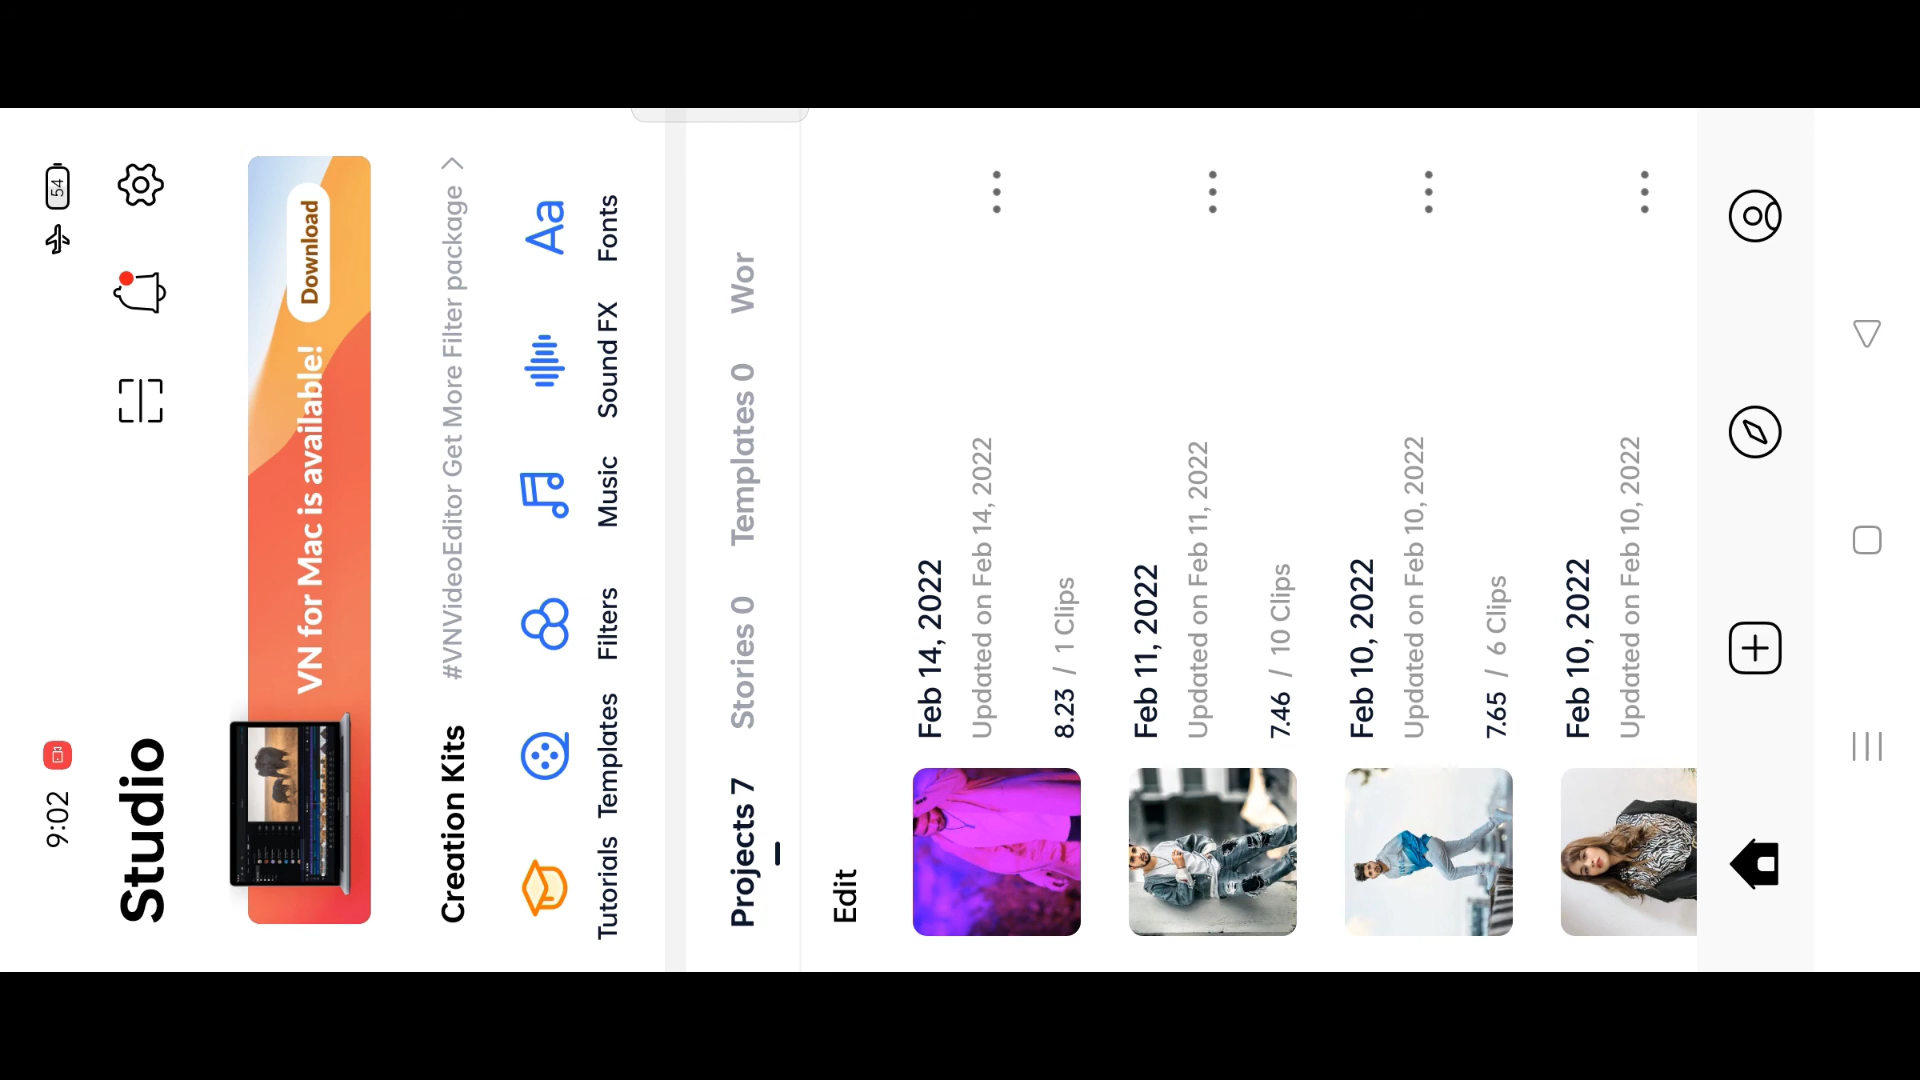 9:02
54
Studio
VN for Mac is available!
Download
Creation Kits
#VNVideoEditor Get More Filter package
Tutorials
Templates
Filters
Music
Sound FX
Fonts
Projects 7
Stories 0
Templates 0
Wor
Edit
Feb 14, 2022
Updated on Feb 14, 2022
8.23 / 1 Clips
Feb 11, 2022
Updated on Feb 11, 2022
7.46 / 10 Clips
Feb 10, 2022
Updated on Feb 10, 2022
7.65 / 6 Clips
Feb 10, 2022
Updated on Feb 10, 2022